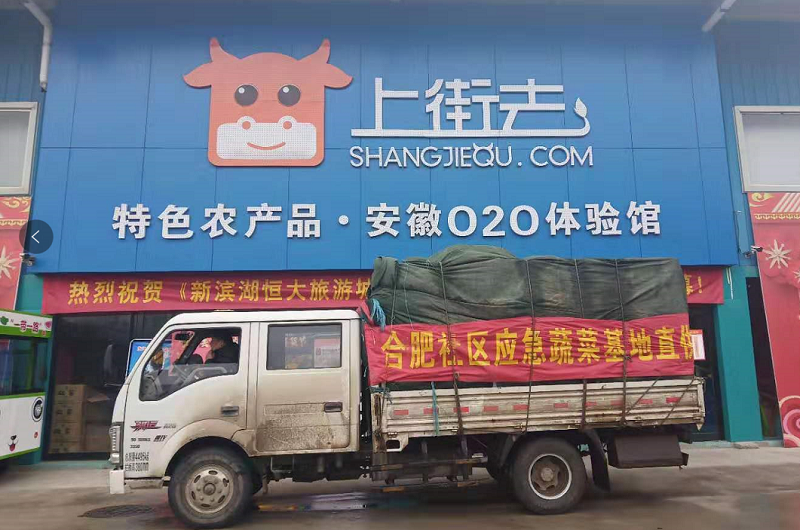 上街去
SHANGJIEQU.COM
特色农产品·安徽O2O体验馆
热烈祝贺《新滨湖恒大旅游城
合肥社区应急蔬菜基地直供